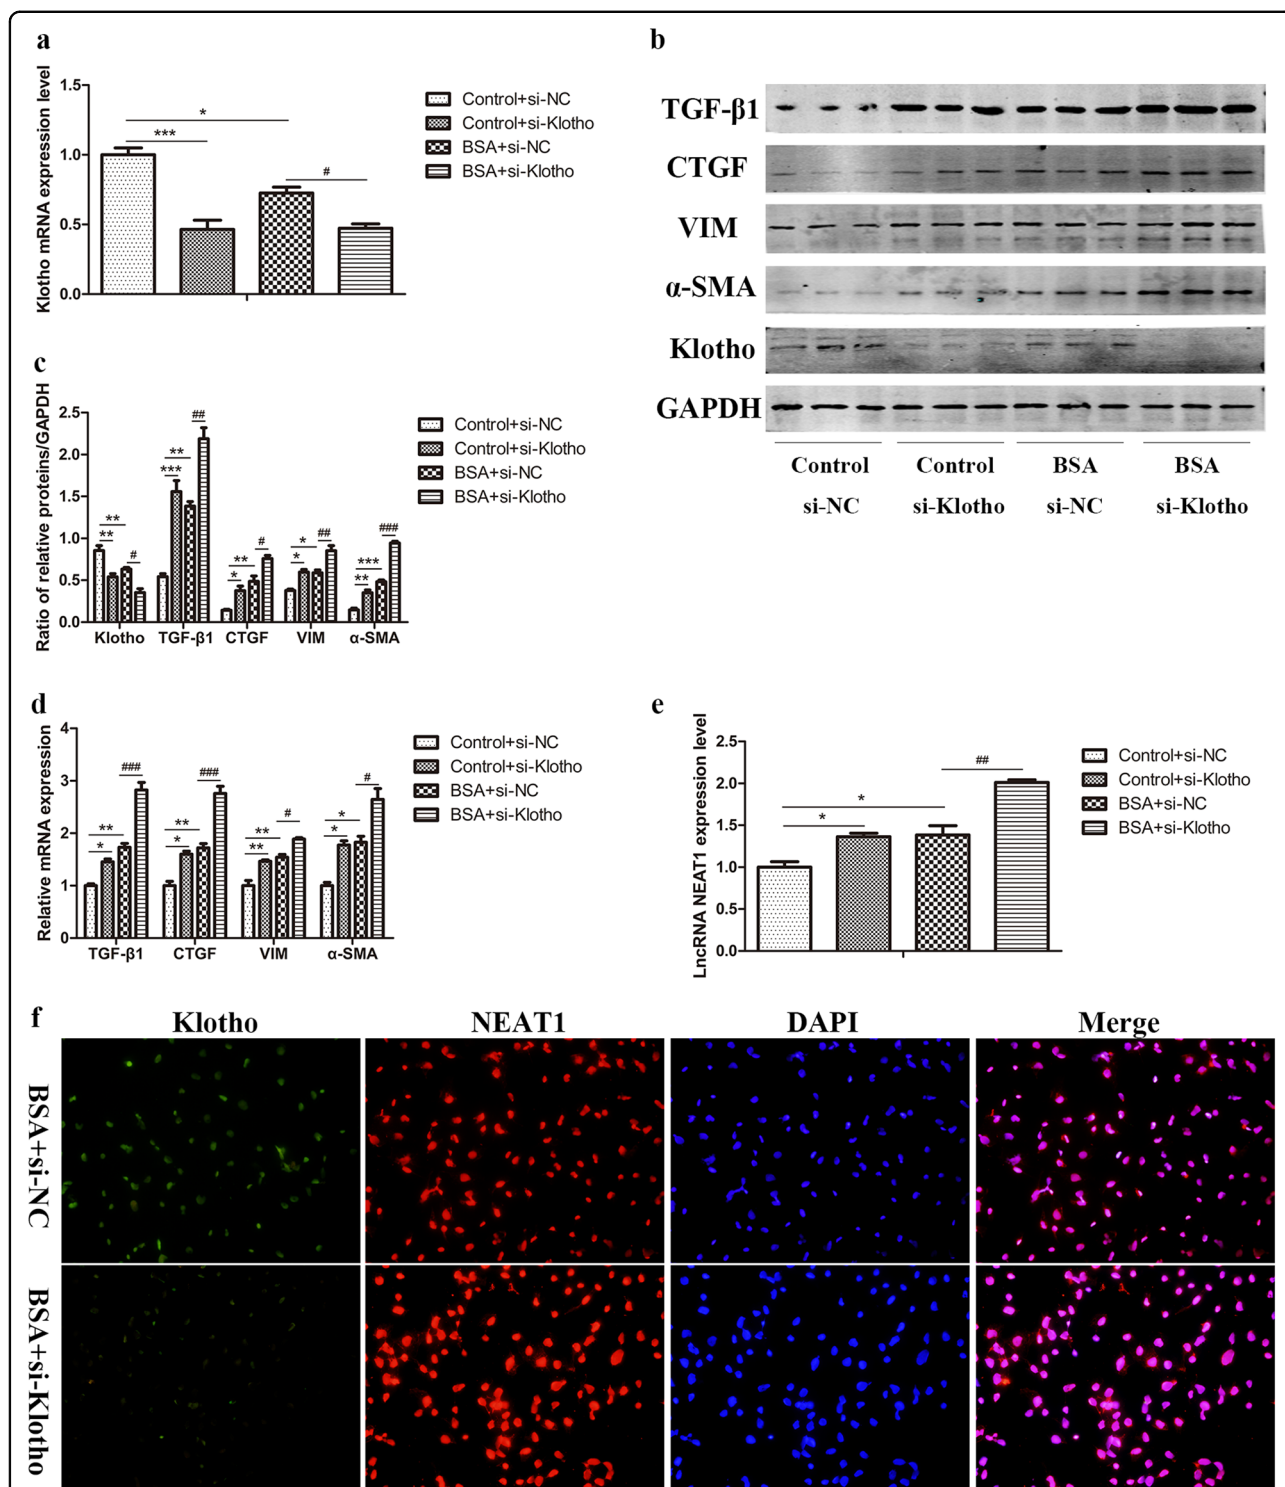 a
Klotho mRNA expression level
1.5
1.0
0.5
0.0
*
***
#
Control+si-NC
Control+si-Klotho
BSA+si-NC
BSA+si-Klotho
b
TGF-β1
CTGF
VIM
α-SMA
Klotho
GAPDH
Control Control BSA BSA
si-NC si-Klotho si-NC si-Klotho
c
Ratio of relative proteins/GAPDH
2.5
2.0
1.5
1.0
0.5
0.0
** ** #
** *** ##
** * #
* * ##
*** ** ###
Klotho TGF-β1 CTGF VIM α-SMA
Control+si-NC
Control+si-Klotho
BSA+si-NC
BSA+si-Klotho
d
Relative mRNA expression
4
3
2
1
0
** * ###
** * ###
** ** #
* * #
TGF-β1 CTGF VIM α-SMA
Control+si-NC
Control+si-Klotho
BSA+si-NC
BSA+si-Klotho
e
LncRNA NEAT1 expression level
2.5
2.0
1.5
1.0
0.5
0.0
*
*
##
Control+si-NC
Control+si-Klotho
BSA+si-NC
BSA+si-Klotho
f
Klotho NEAT1 DAPI Merge
BSA+si-NC
BSA+si-Klotho